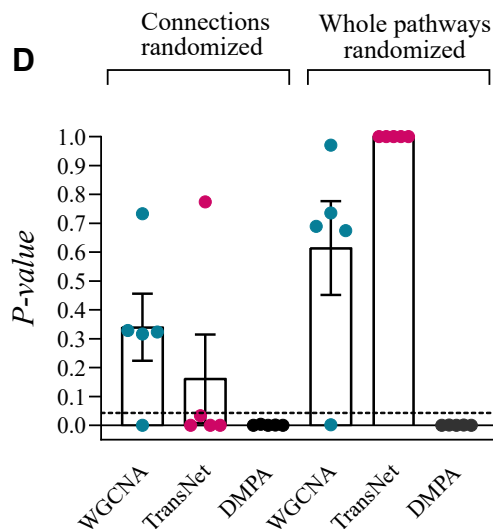 D
Connections
randomized
Whole pathways
randomized
P-value
1.0
0.9
0.8
0.7
0.6
0.5
0.4
0.3
0.2
0.1
0.0
WGCNA
TransNet
DMPA
WGCNA
TransNet
DMPA